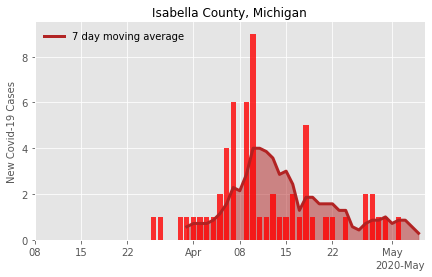 Isabella County, Michigan
7 day moving average
New Covid-19 Cases
8
6
4
2
0
08 15 22 Apr 08 15 22 May
2020-May